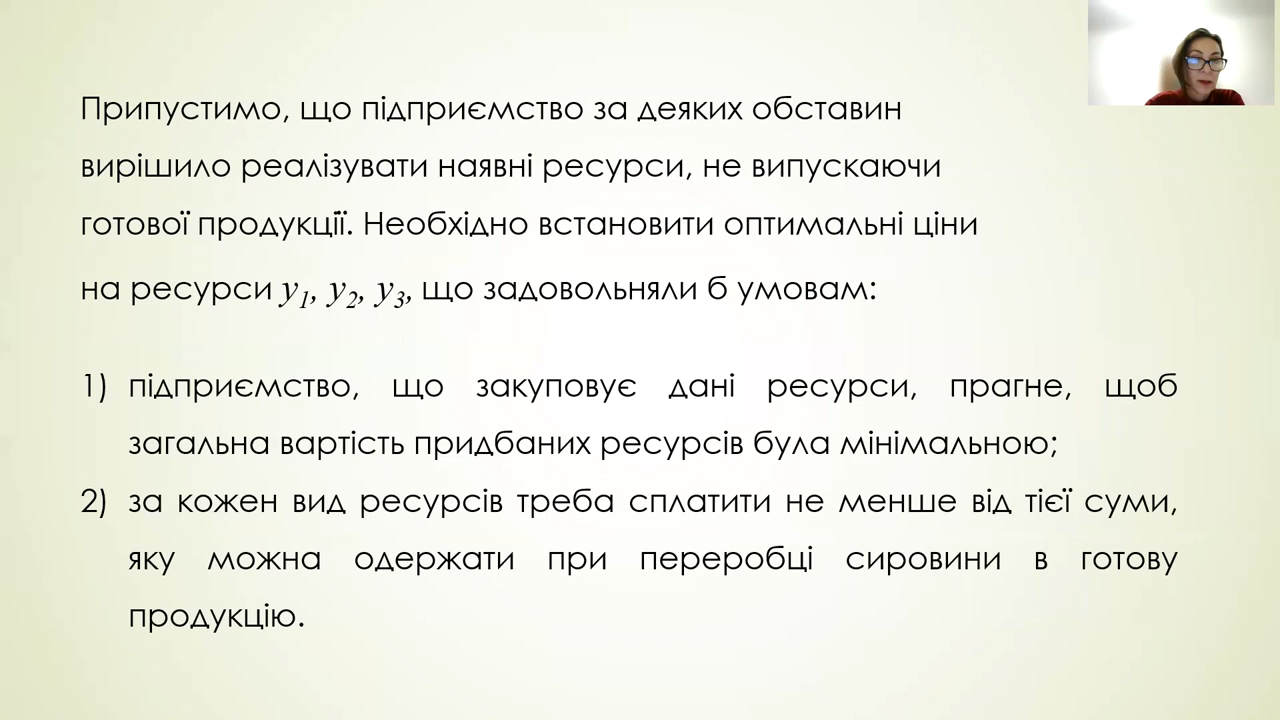 Припустимо, що підприємство за деяких обставин
вирішило реалізувати наявні ресурси, не випускаючи
готової продукції. Необхідно встановити оптимальні ціни
на ресурси y₁, y₂, y₃, що задовольняли б умовам:
1) підприємство, що закуповує дані ресурси, прагне, щоб
загальна вартість придбаних ресурсів була мінімальною;
2) за кожен вид ресурсів треба сплатити не менше від тієї суми,
яку можна одержати при переробці сировини в готову
продукцію.